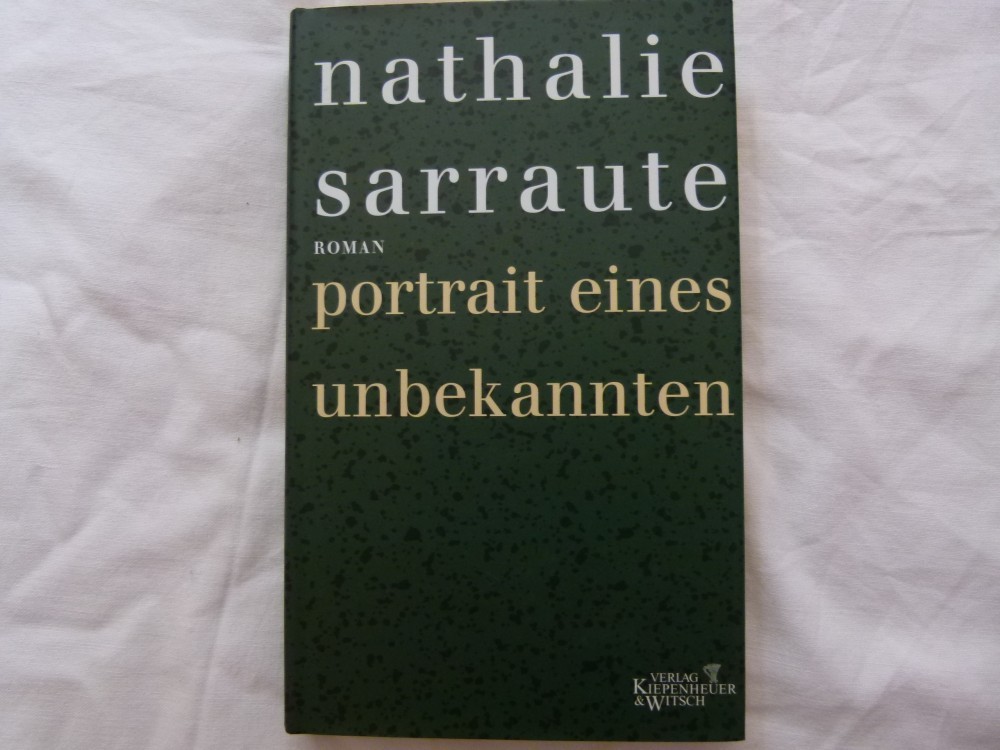 nathalie
sarraute
ROMAN
portrait eines
unbekannten
VERLAG
KIEPENHEUER
& WITSCH